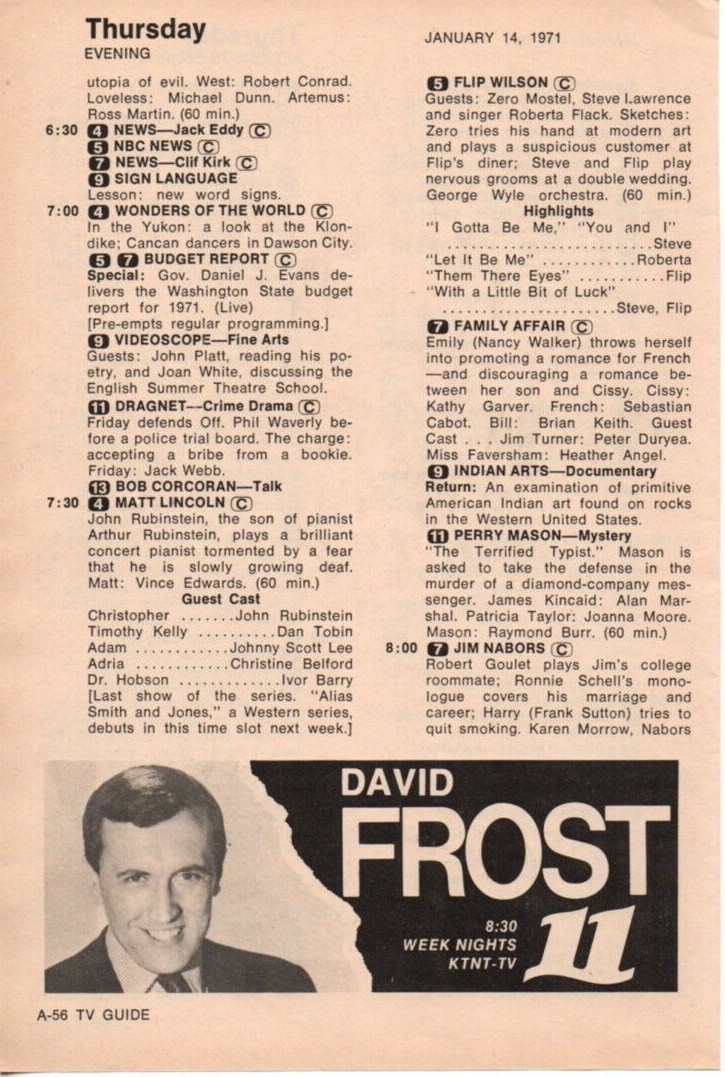 Thursday
EVENING
JANUARY 14, 1971
utopia of evil. West: Robert Conrad.
Loveless: Michael Dunn. Artemus:
Ross Martin. (60 min.)
6:30 4 NEWS—Jack Eddy C
5 NBC NEWS C
7 NEWS—Clif Kirk C
9 SIGN LANGUAGE
Lesson: new word signs.
7:00 4 WONDERS OF THE WORLD C
In the Yukon: a look at the Klon-
dike; Cancan dancers in Dawson City.
5 7 BUDGET REPORT C
Special: Gov. Daniel J. Evans de-
livers the Washington State budget
report for 1971. (Live)
[Pre-empts regular programming.]
9 VIDEOSCOPE—Fine Arts
Guests: John Platt, reading his po-
etry, and Joan White, discussing the
English Summer Theatre School.
11 DRAGNET—Crime Drama C
Friday defends Off. Phil Waverly be-
fore a police trial board. The charge:
accepting a bribe from a bookie.
Friday: Jack Webb.
13 BOB CORCORAN—Talk
7:30 4 MATT LINCOLN C
John Rubinstein, the son of pianist
Arthur Rubinstein, plays a brilliant
concert pianist tormented by a fear
that he is slowly growing deaf.
Matt: Vince Edwards. (60 min.)
Guest Cast
Christopher .......John Rubinstein
Timothy Kelly ..........Dan Tobin
Adam ............Johnny Scott Lee
Adria ............Christine Belford
Dr. Hobson .............Ivor Barry
[Last show of the series. "Alias
Smith and Jones," a Western series,
debuts in this time slot next week.]
5 FLIP WILSON C
Guests: Zero Mostel, Steve Lawrence
and singer Roberta Flack. Sketches:
Zero tries his hand at modern art
and plays a suspicious customer at
Flip's diner; Steve and Flip play
nervous grooms at a double wedding.
George Wyle orchestra. (60 min.)
Highlights
"I Gotta Be Me," "You and I"
..........................Steve
"Let It Be Me" ............Roberta
"Them There Eyes" ...........Flip
"With a Little Bit of Luck"
......................Steve, Flip
7 FAMILY AFFAIR C
Emily (Nancy Walker) throws herself
into promoting a romance for French
—and discouraging a romance be-
tween her son and Cissy. Cissy:
Kathy Garver. French: Sebastian
Cabot. Bill: Brian Keith. Guest
Cast . . . Jim Turner: Peter Duryea.
Miss Faversham: Heather Angel.
9 INDIAN ARTS—Documentary
Return: An examination of primitive
American Indian art found on rocks
in the Western United States.
11 PERRY MASON—Mystery
"The Terrified Typist." Mason is
asked to take the defense in the
murder of a diamond-company mes-
senger. James Kincaid: Alan Mar-
shal. Patricia Taylor: Joanna Moore.
Mason: Raymond Burr. (60 min.)
8:00 7 JIM NABORS C
Robert Goulet plays Jim's college
roommate; Ronnie Schell's mono-
logue covers his marriage and
career; Harry (Frank Sutton) tries to
quit smoking. Karen Morrow, Nabors
DAVID
FROST
8:30
WEEK NIGHTS
KTNT-TV
11
A-56 TV GUIDE